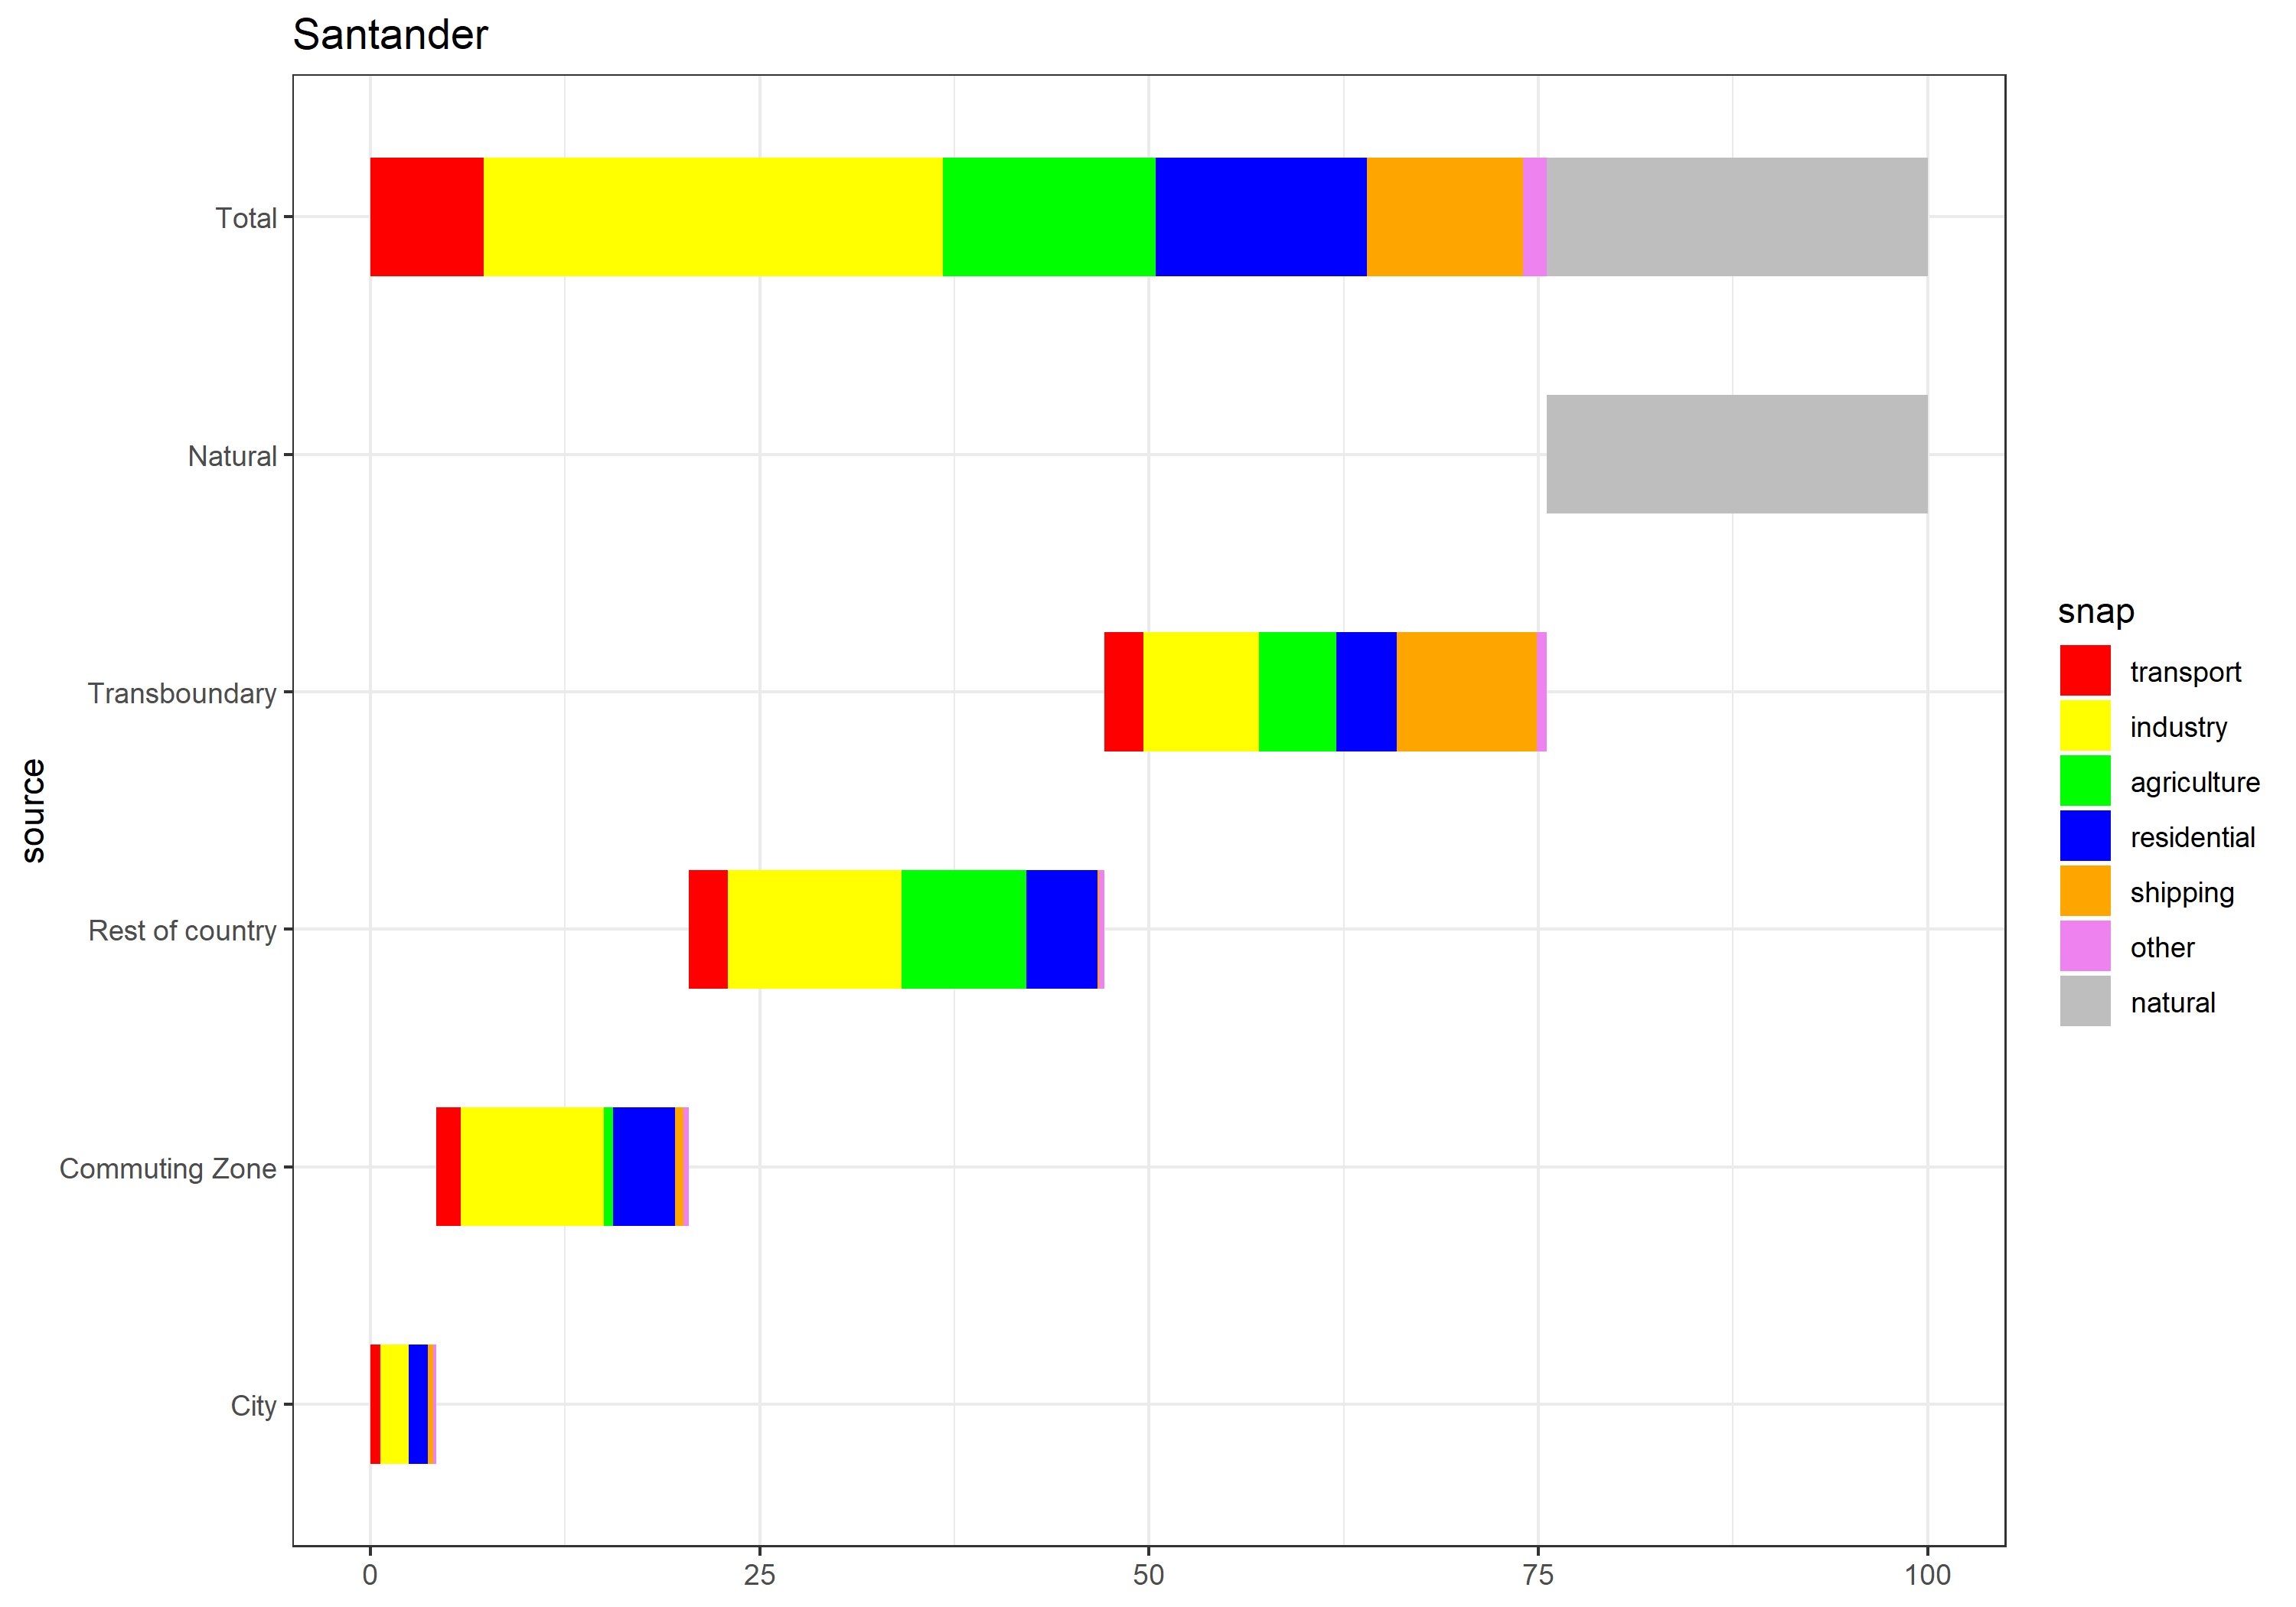 Santander
Total
Natural
Transboundary
Rest of country
Commuting Zone
City
source
0 25 50 75 100
snap
transport
industry
agriculture
residential
shipping
other
natural